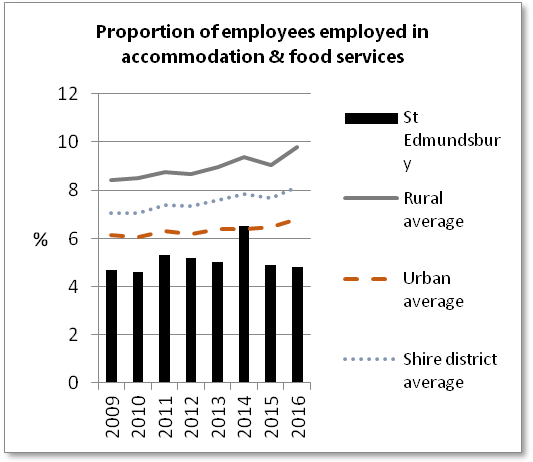 Proportion of employees employed in
accommodation & food services
12
10
8
6
4
2
0
%
2009
2010
2011
2012
2013
2014
2015
2016
St
Edmundsbur
y
Rural
average
Urban
average
Shire district
average